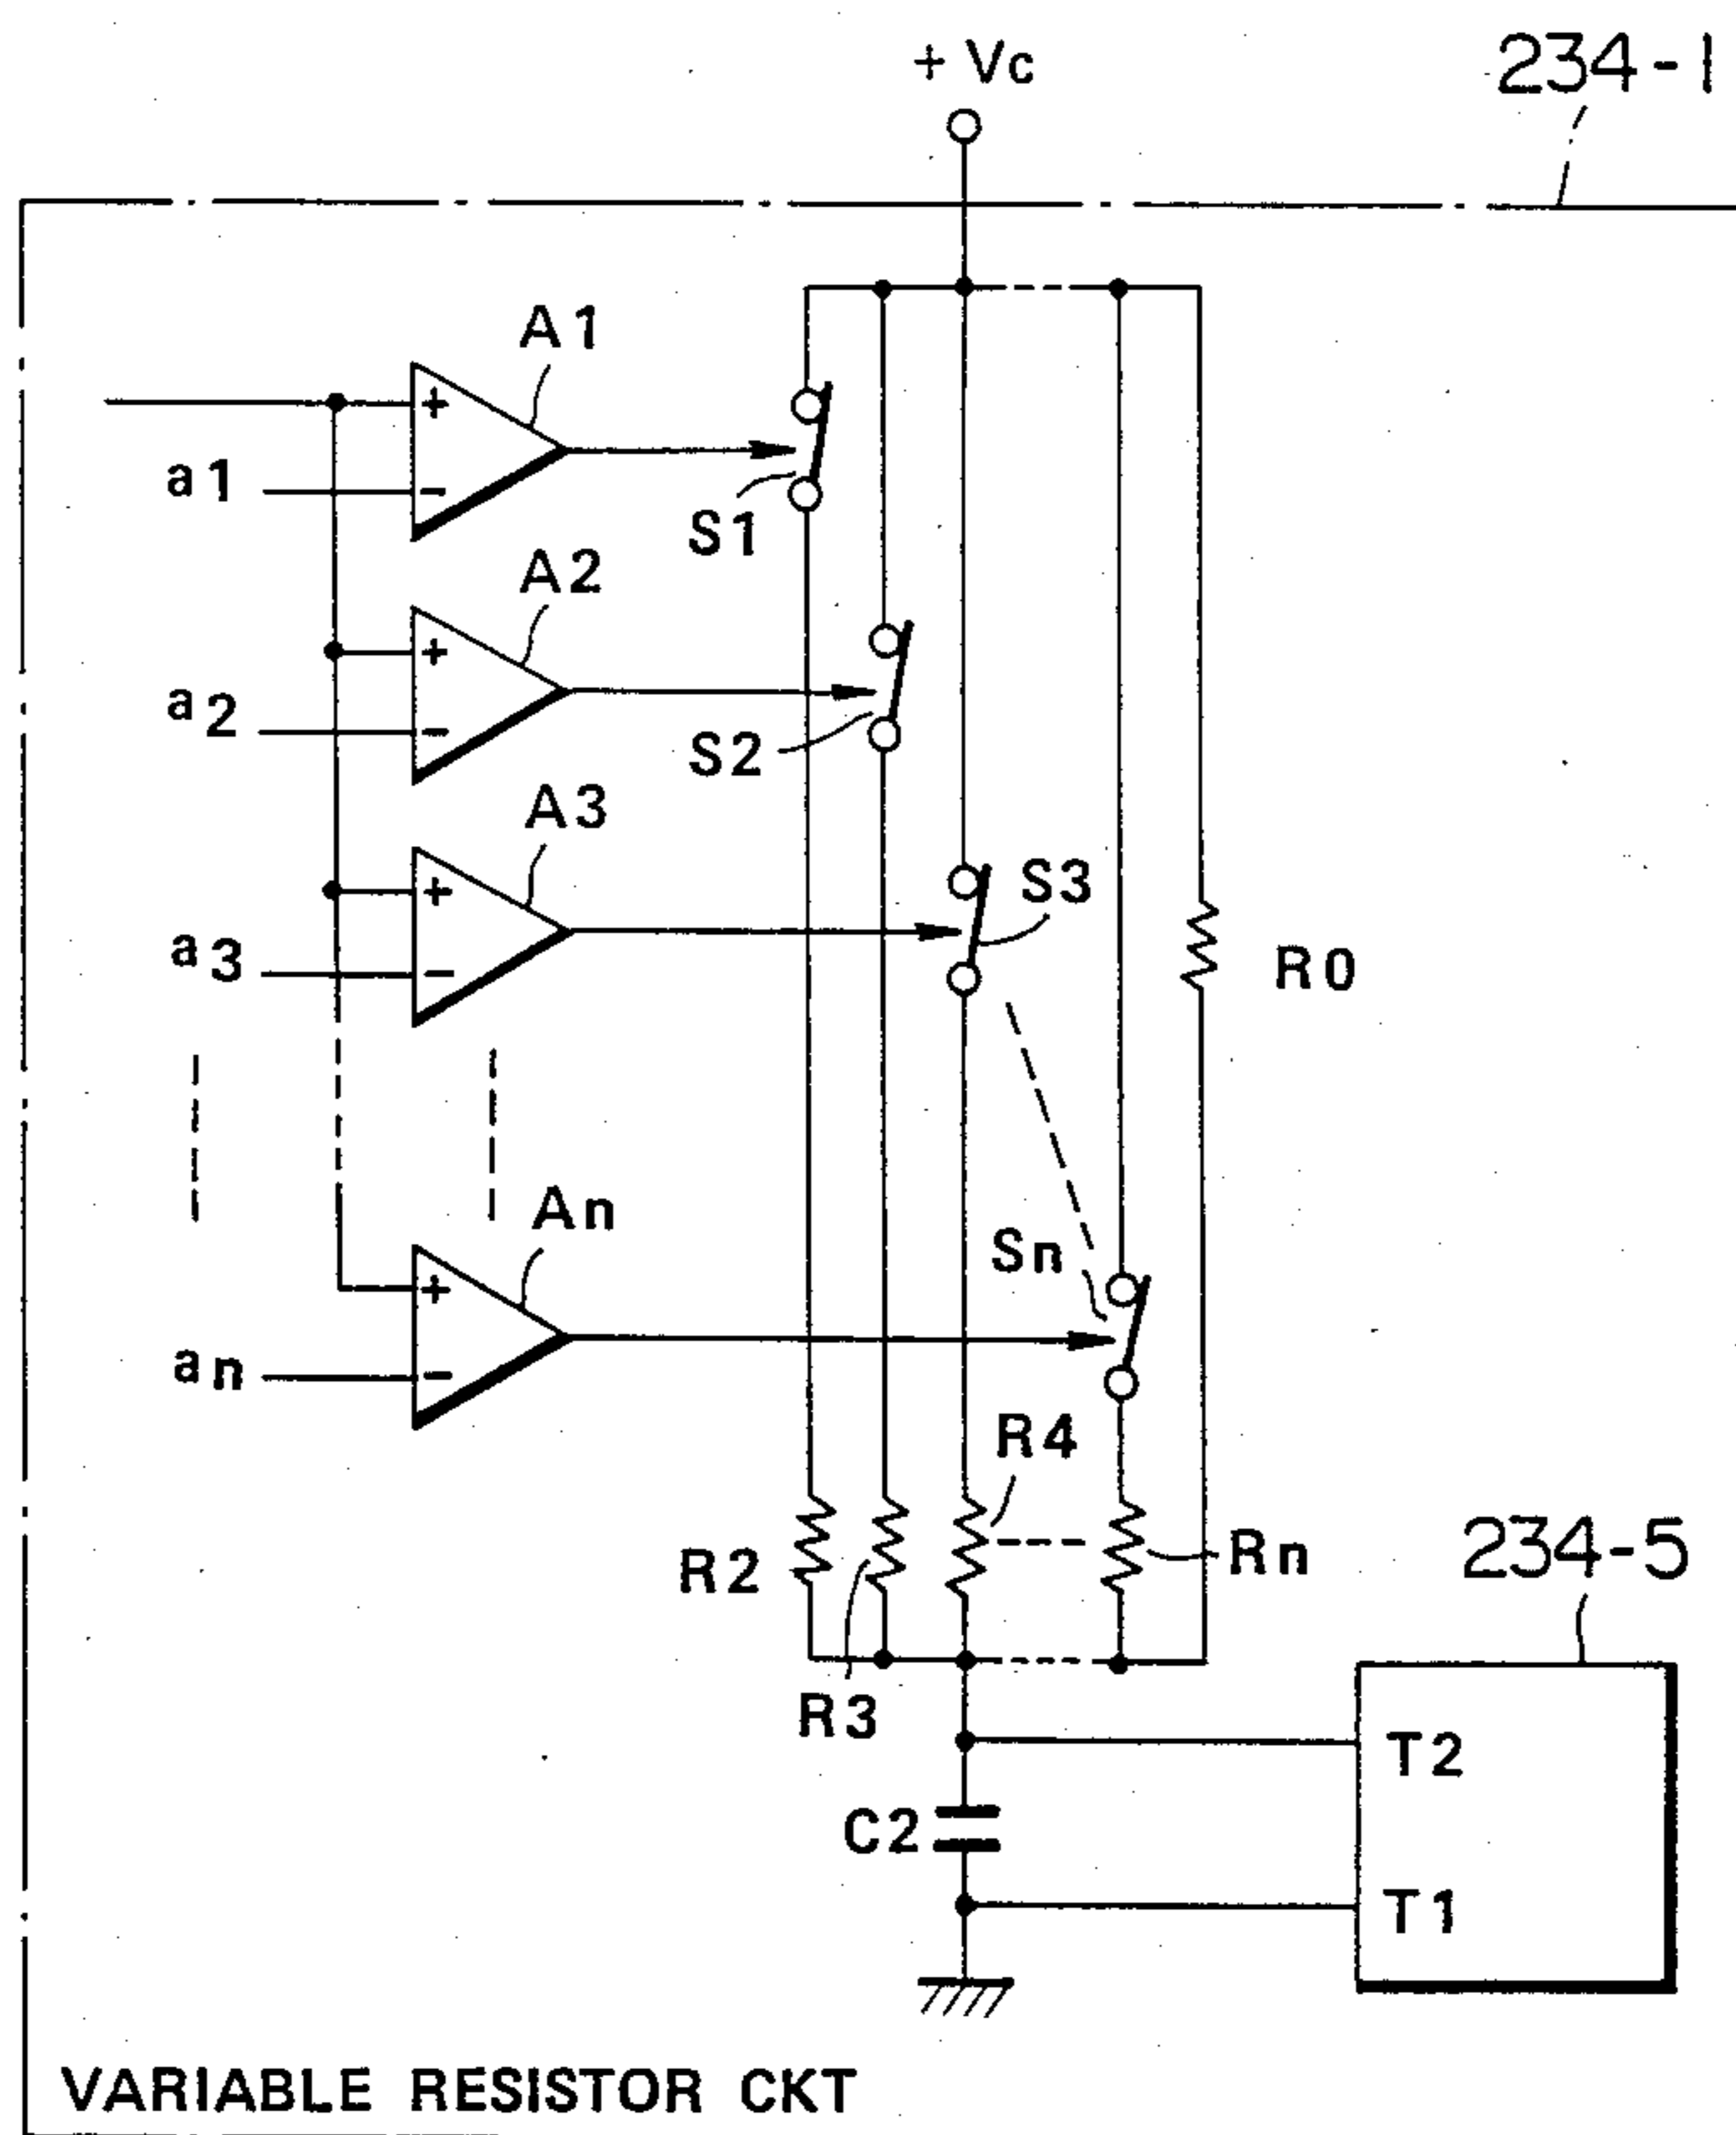 + Vc
234-1
A1
+
a1
-
S1
A2
+
a2
-
S2
A3
+
S3
a3
-
R0
An
+
Sn
an
-
R4
R2
Rn
234-5
R3
T2
C2
T1
VARIABLE RESISTOR CKT